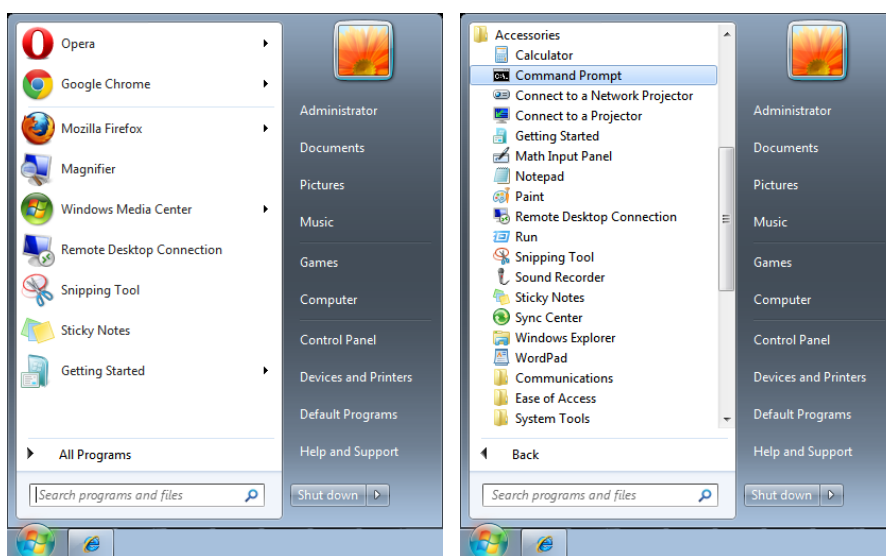 Opera
Google Chrome
Mozilla Firefox
Magnifier
Windows Media Center
Remote Desktop Connection
Snipping Tool
Sticky Notes
Getting Started
All Programs
Search programs and files
Administrator
Documents
Pictures
Music
Games
Computer
Control Panel
Devices and Printers
Default Programs
Help and Support
Shut down
Accessories
Calculator
Command Prompt
Connect to a Network Projector
Connect to a Projector
Getting Started
Math Input Panel
Notepad
Paint
Remote Desktop Connection
Run
Snipping Tool
Sound Recorder
Sticky Notes
Sync Center
Windows Explorer
WordPad
Communications
Ease of Access
System Tools
Back
Search programs and files
Administrator
Documents
Pictures
Music
Games
Computer
Control Panel
Devices and Printers
Default Programs
Help and Support
Shut down